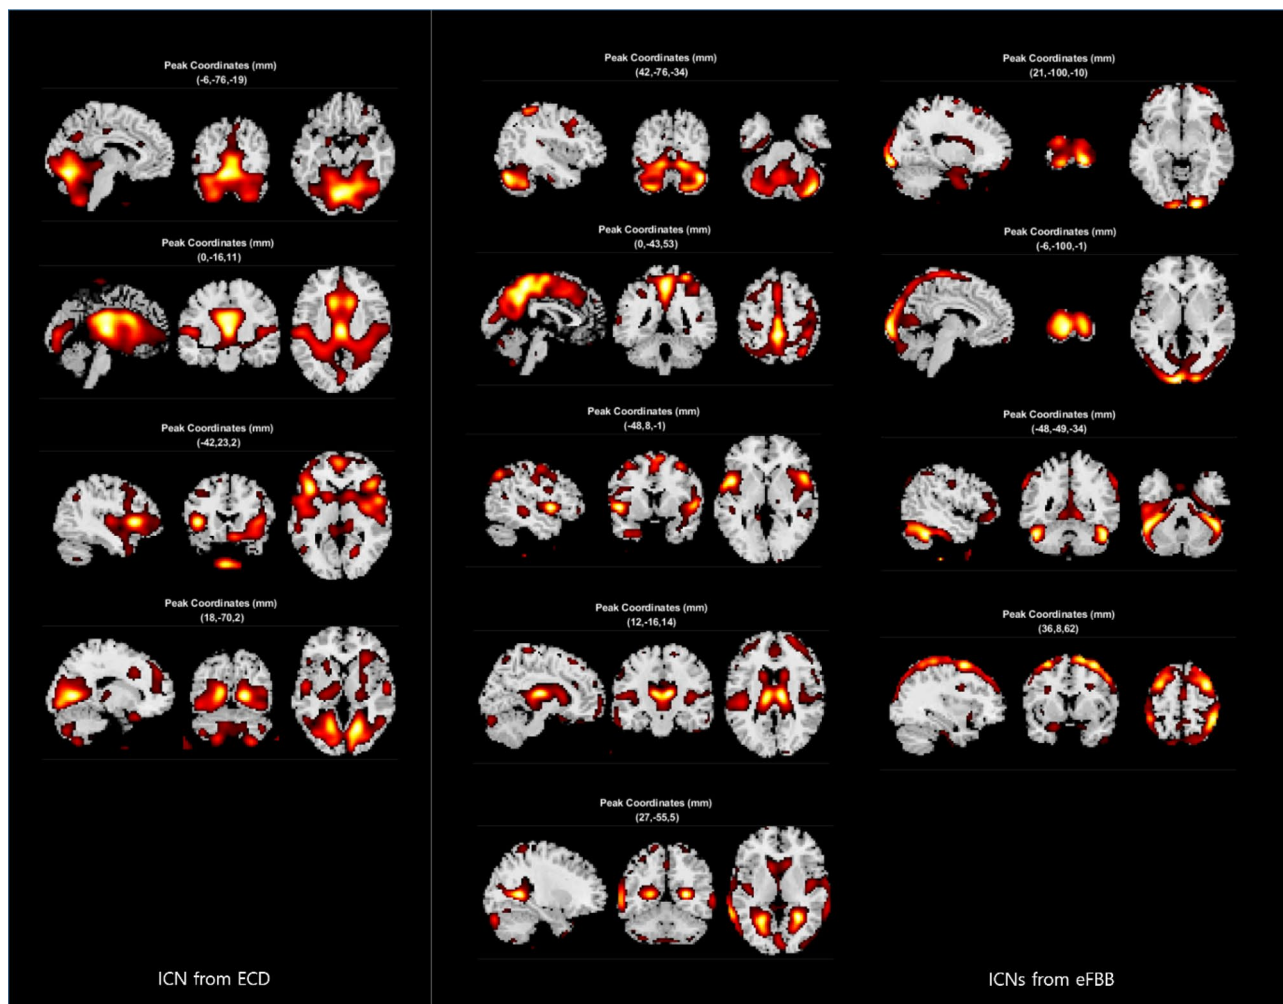 Peak Coordinates (mm)
(-6,-76,-19)
Peak Coordinates (mm)
(0,-16,11)
Peak Coordinates (mm)
(-42,23,2)
Peak Coordinates (mm)
(18,-70,2)
ICN from ECD
Peak Coordinates (mm)
(42,-76,-34)
Peak Coordinates (mm)
(0,-43,53)
Peak Coordinates (mm)
(-48,8,-1)
Peak Coordinates (mm)
(12,-16,14)
Peak Coordinates (mm)
(27,-55,5)
Peak Coordinates (mm)
(21,-100,-10)
Peak Coordinates (mm)
(-6,-100,-1)
Peak Coordinates (mm)
(-48,-49,-34)
Peak Coordinates (mm)
(36,8,62)
ICNs from eFBB